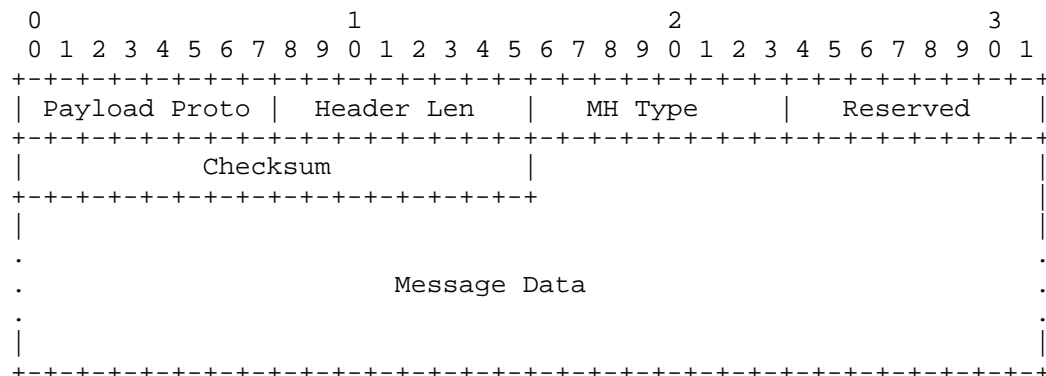 0                   1                   2                   3
 0 1 2 3 4 5 6 7 8 9 0 1 2 3 4 5 6 7 8 9 0 1 2 3 4 5 6 7 8 9 0 1
+-+-+-+-+-+-+-+-+-+-+-+-+-+-+-+-+-+-+-+-+-+-+-+-+-+-+-+-+-+-+-+-+
| Payload Proto |  Header Len   |   MH Type     |   Reserved    |
+-+-+-+-+-+-+-+-+-+-+-+-+-+-+-+-+-+-+-+-+-+-+-+-+-+-+-+-+-+-+-+-+
|           Checksum            |                               |
+-+-+-+-+-+-+-+-+-+-+-+-+-+-+-+-+                               |
|                                                               |
.                                                               .
.                       Message Data                            .
.                                                               .
|                                                               |
+-+-+-+-+-+-+-+-+-+-+-+-+-+-+-+-+-+-+-+-+-+-+-+-+-+-+-+-+-+-+-+-+